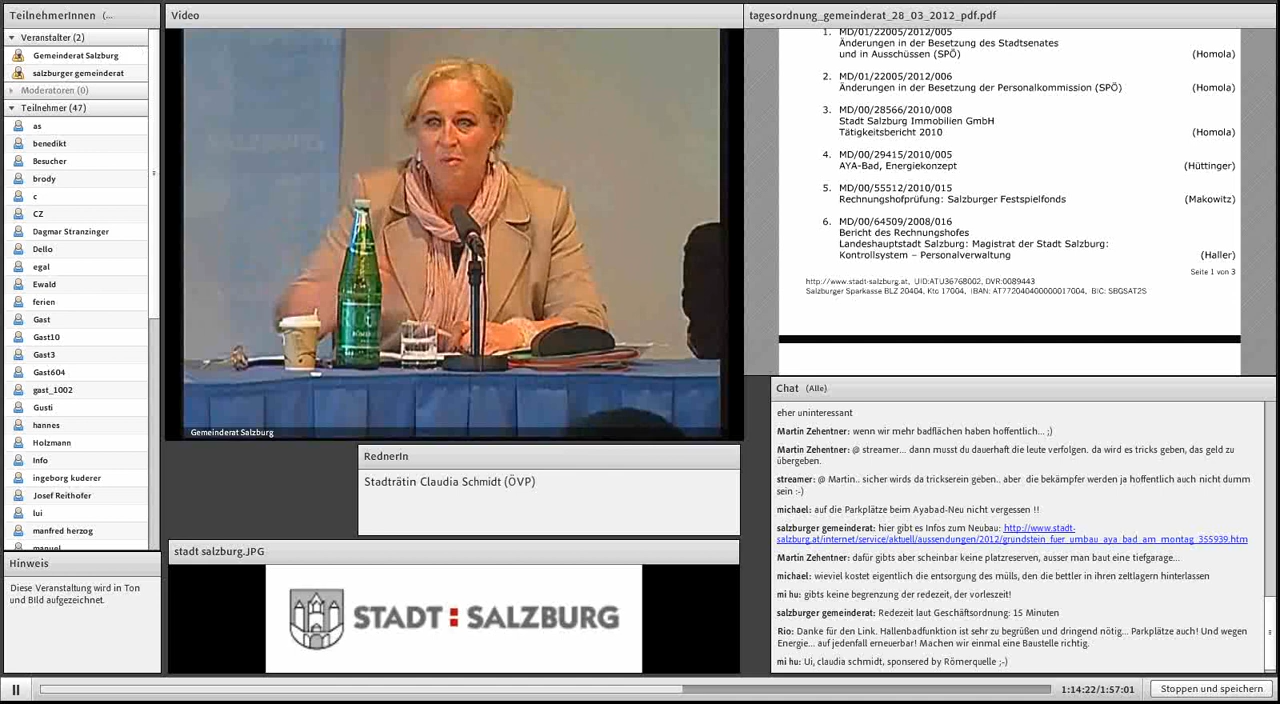 TeilnehmerInnen (...
Veranstalter (2)
Gemeinderat Salzburg
salzburger gemeinderat
Moderatoren (0)
Teilnehmer (47)
as
benedikt
Besucher
brody
c
CZ
Dagmar Stranzinger
Dello
egal
Ewald
ferien
Gast
Gast10
Gast3
Gast604
gast_1002
Gusti
hannes
Holzmann
Info
ingeborg kuderer
Josef Reithofer
lui
manfred herzog
manuel
Hinweis
Diese Veranstaltung wird in Ton
und BIld aufgezeichnet.
Video
Gemeinderat Salzburg
RednerIn
Stadträtin Claudia Schmidt (ÖVP)
stadt salzburg.JPG
STADT : SALZBURG
tagesordnung_gemeinderat_28_03_2012_pdf.pdf
1. MD/01/22005/2012/005
Änderungen in der Besetzung des Stadtsenates
und in Ausschüssen (SPÖ) (Homola)
2. MD/01/22005/2012/006
Änderungen in der Besetzung der Personalkommission (SPÖ) (Homola)
3. MD/00/28566/2010/008
Stadt Salzburg Immobilien GmbH
Tätigkeitsbericht 2010 (Homola)
4. MD/00/29415/2010/005
AYA-Bad, Energiekonzept (Hüttinger)
5. MD/00/55512/2010/015
Rechnungshofprüfung: Salzburger Festspielfonds (Makowitz)
6. MD/00/64509/2008/016
Bericht des Rechnungshofes
Landeshauptstadt Salzburg: Magistrat der Stadt Salzburg:
Kontrollsystem – Personalverwaltung (Haller)
Seite 1 von 3
http://www.stadt-salzburg.at, UID:ATU36768002, DVR:0089443
Salzburger Sparkasse BLZ 20404, Kto 17004, IBAN: AT772040400000017004, BIC: SBGSAT2S
Chat (Alle)
eher uninteressant
Martin Zehentner: wenn wir mehr badflächen haben hoffentlich... ;)
Martin Zehentner: @ streamer... dann musst du dauerhaft die leute verfolgen. da wird es tricks geben, das geld zu
übergeben.
streamer: @ Martin.. sicher wirds da trickserein geben.. aber die bekämpfer werden ja hoffentlich auch nicht dumm
sein :-)
michael: auf die Parkplätze beim Ayabad-Neu nicht vergessen !!
salzburger gemeinderat: hier gibt es Infos zum Neubau: http://www.stadt-
salzburg.at/internet/service/aktuell/aussendungen/2012/grundstein_fuer_umbau_aya_bad_am_montag_355939.htm
Martin Zehentner: dafür gibts aber scheinbar keine platzreserven, ausser man baut eine tiefgarage...
michael: wieviel kostet eigentlich die entsorgung des mülls, den die bettler in ihren zeltlagern hinterlassen
mi hu: gibts keine begrenzung der redezeit, der vorleszeit!
salzburger gemeinderat: Redezeit laut Geschäftsordnung: 15 Minuten
Rio: Danke für den Link. Hallenbadfunktion ist sehr zu begrüßen und dringend nötig... Parkplätze auch! Und wegen
Energie... auf jedenfall erneuerbar! Machen wir einmal eine Baustelle richtig.
mi hu: Ui, claudia schmidt, sponsered by Römerquelle ;-)
1:14:22/1:57:01
Stoppen und speichern